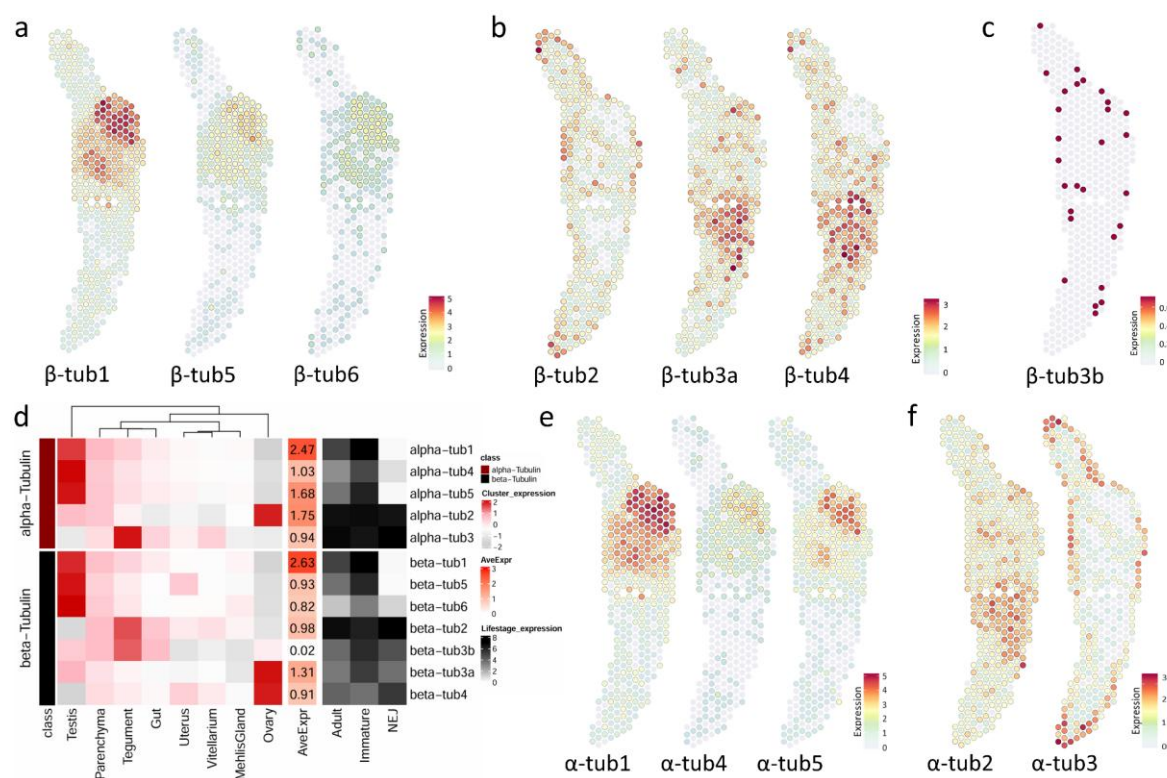 a
b
c
5
4
3
2
1
0
Expression
3
2
1
0
Expression
Expression
β-tub1
β-tub5
β-tub6
β-tub2
β-tub3a
β-tub4
β-tub3b
d
alpha-Tubulin
beta-Tubulin
2.47
1.03
1.68
1.75
0.94
2.63
0.93
0.82
0.98
0.02
1.31
0.91
alpha-tub1
alpha-tub4
alpha-tub5
alpha-tub2
alpha-tub3
beta-tub1
beta-tub5
beta-tub6
beta-tub2
beta-tub3b
beta-tub3a
beta-tub4
class
Testis
Parenchyma
Tegument
Gut
Uterus
Vitellarium
MehlisGland
Ovary
AveExpr
Adult
Immature
NEJ
class
alpha-Tubulin
beta-Tubulin
Cluster_expression
2
1
0
-1
-2
AveExpr
3
2
1
0
Lifestage_expression
8
6
4
2
0
e
f
5
4
3
2
1
0
Expression
3
2
1
0
Expression
α-tub1
α-tub4
α-tub5
α-tub2
α-tub3